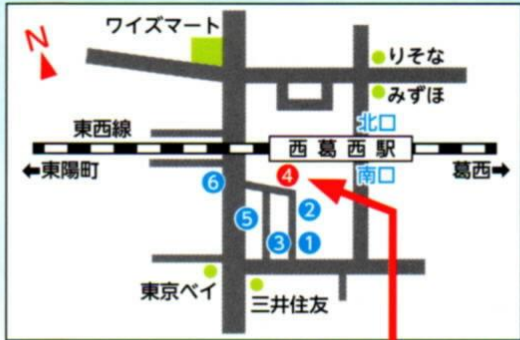 ワイズマート
N
りそな
みずほ
北口
東西線
西葛西駅
←東陽町
葛西→
④
南口
⑥
②
⑤
③
①
東京ベイ
三井住友